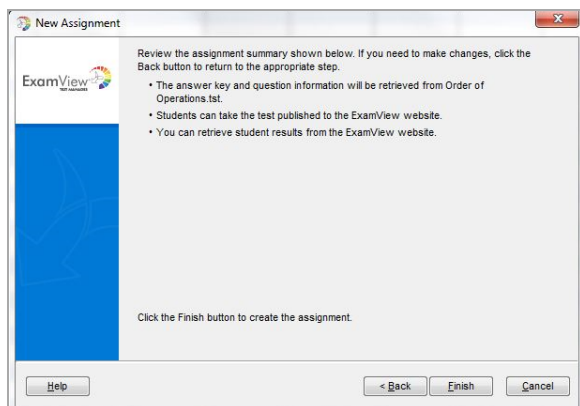 New Assignment
Review the assignment summary shown below. If you need to make changes, click the
Back button to return to the appropriate step.
• The answer key and question information will be retrieved from Order of
Operations.tst.
• Students can take the test published to the ExamView website.
• You can retrieve student results from the ExamView website.
ExamView
TEST MANAGER
Click the Finish button to create the assignment.
Help
< Back
Finish
Cancel